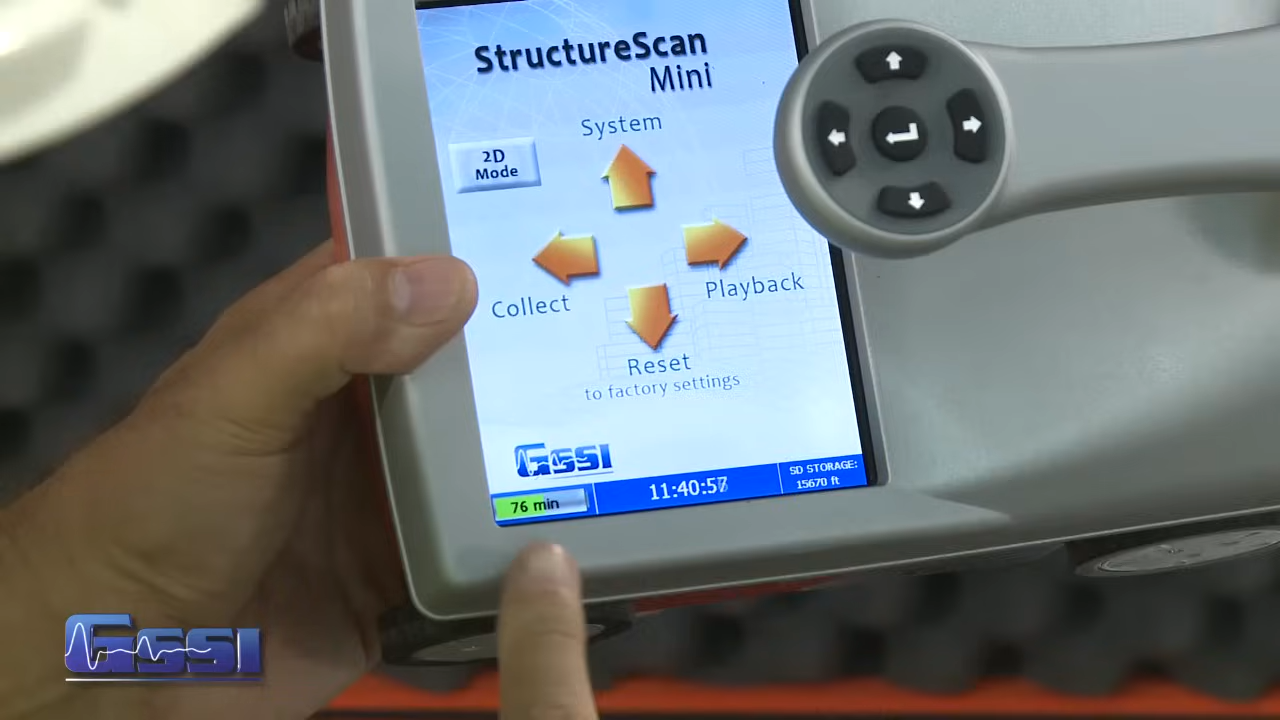 StructureScan
Mini
System
2D
Mode
Collect
Playback
Reset
to factory settings
GSSI
76 min
11:40:57
SD STORAGE:
15670 ft
GSSI